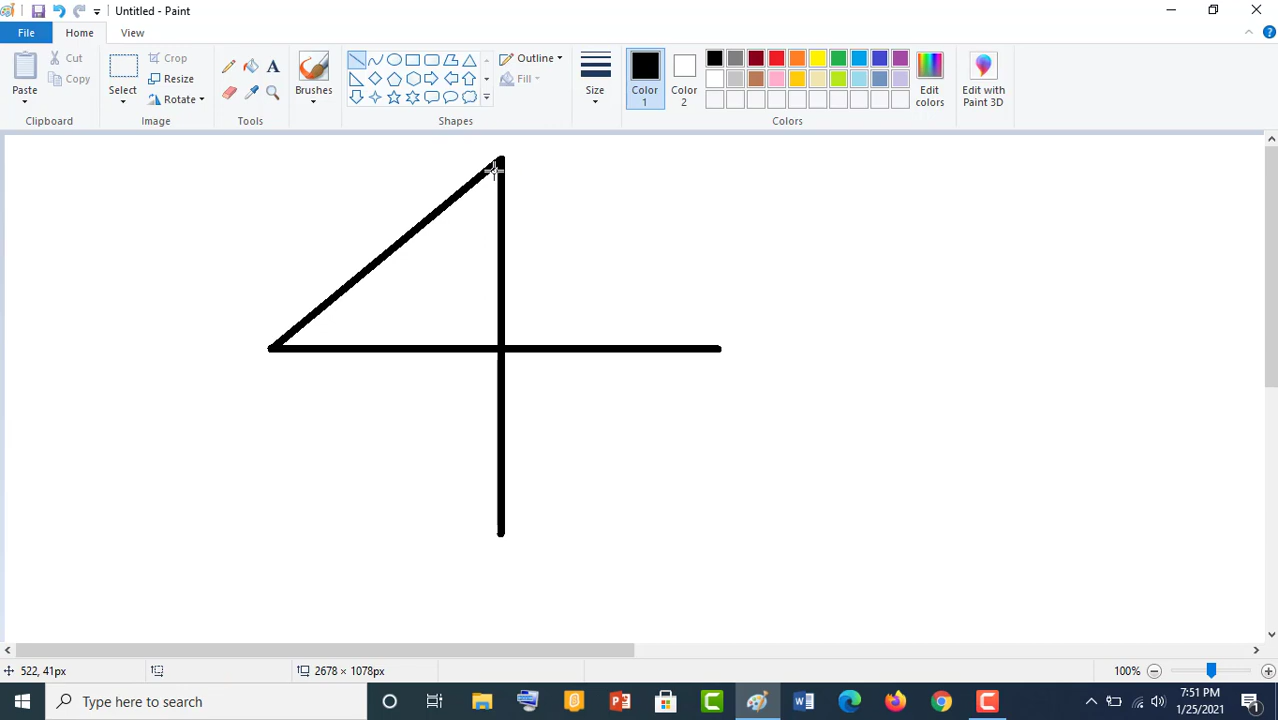 Untitled - Paint
File Home View
Paste
Cut
Copy
Clipboard
Select
Crop
Resize
Rotate
Image
A
Tools
Brushes
Outline
Fill
Shapes
Size
Color 1
Color 2
Edit colors
Edit with Paint 3D
Colors
522, 41px
2678 × 1078px
100%
Type here to search
7:51 PM
1/25/2021
1